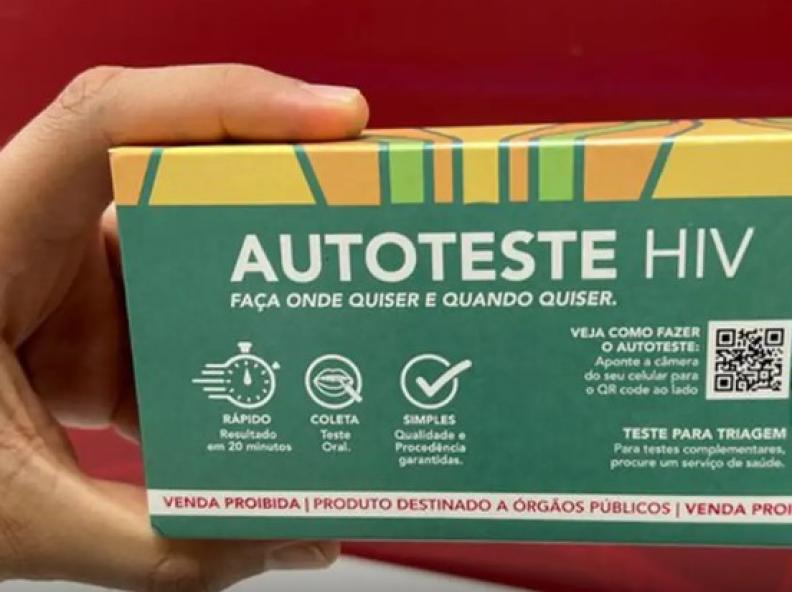 AUTOTESTE HIV
FAÇA ONDE QUISER E QUANDO QUISER.
VEJA COMO FAZER
O AUTOTESTE:
Aponte a câmera
do seu celular para
o QR code ao lado
RÁPIDO
Resultado
em 20 minutos
COLETA
Teste
Oral.
SIMPLES
Qualidade e
Procedência
garantidas.
TESTE PARA TRIAGEM
Para testes complementares,
procure um serviço de saúde.
VENDA PROIBIDA | PRODUTO DESTINADO A ÓRGÃOS PÚBLICOS | VENDA PROI